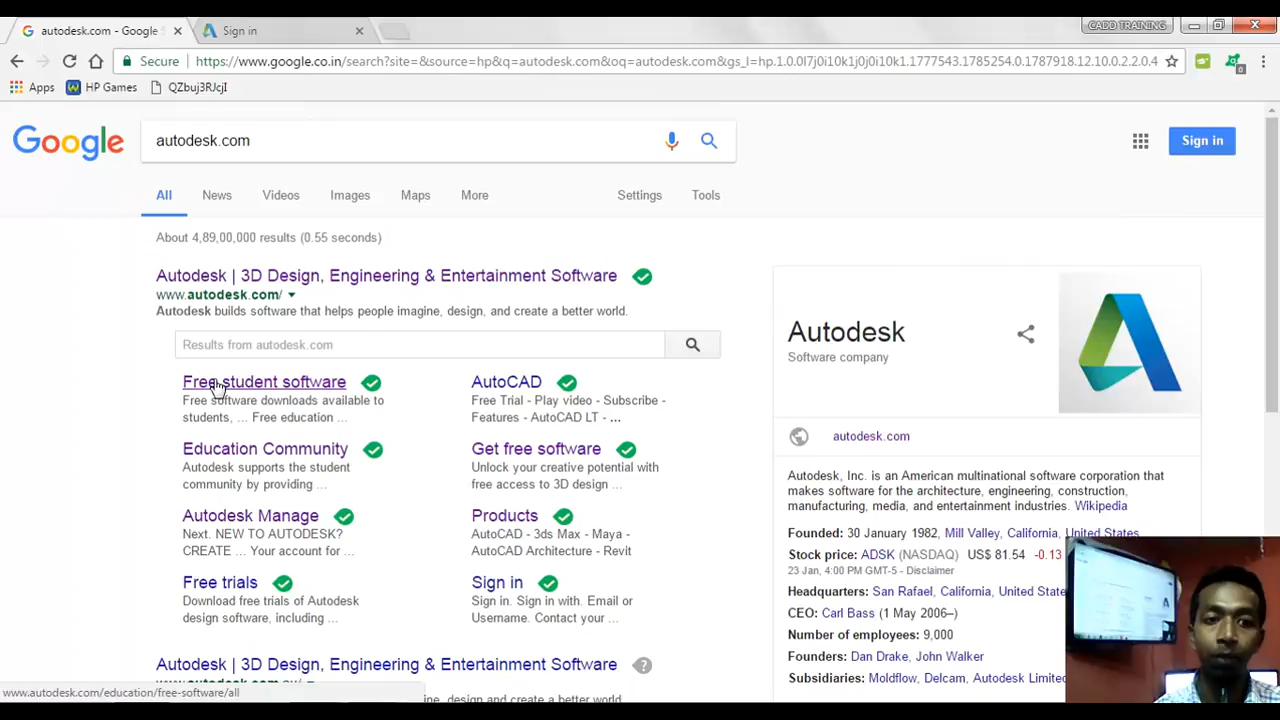 autodesk.com - Google S
Sign in
CADD TRAINING
Secure
https://www.google.co.in/search?site=&source=hp&q=autodesk.com&oq=autodesk.com&gs_l=hp.1.0.0l7j0i10k1j0j0i10k1.1777543.1785254.0.1787918.12.10.0.2.2.0.4
Apps
HP Games
QZbuj3RJcjI
0
Google
autodesk.com
Sign in
All
News
Videos
Images
Maps
More
Settings
Tools
About 4,89,00,000 results (0.55 seconds)
Autodesk | 3D Design, Engineering & Entertainment Software
www.autodesk.com/
Autodesk builds software that helps people imagine, design, and create a better world.
Results from autodesk.com
Free student software
Free software downloads available to
students, ... Free education ...
AutoCAD
Free Trial - Play video - Subscribe -
Features - AutoCAD LT - ...
Education Community
Autodesk supports the student
community by providing ...
Get free software
Unlock your creative potential with
free access to 3D design ...
Autodesk Manage
Next. NEW TO AUTODESK?
CREATE ... Your account for ...
Products
AutoCAD - 3ds Max - Maya -
AutoCAD Architecture - Revit
Free trials
Download free trials of Autodesk
design software, including ...
Sign in
Sign in. Sign in with. Email or
Username. Contact your ...
Autodesk | 3D Design, Engineering & Entertainment Software
?
ine, design, and create a better world.
www.autodesk.com/education/free-software/all
Autodesk
Software company
autodesk.com
Autodesk, Inc. is an American multinational software corporation that
makes software for the architecture, engineering, construction,
manufacturing, media, and entertainment industries. Wikipedia
Founded: 30 January 1982, Mill Valley, California, United States
Stock price: ADSK (NASDAQ) US$ 81.54 -0.13
23 Jan, 4:00 PM GMT-5 - Disclaimer
Headquarters: San Rafael, California, United State
CEO: Carl Bass (1 May 2006–)
Number of employees: 9,000
Founders: Dan Drake, John Walker
Subsidiaries: Moldflow, Delcam, Autodesk Limited